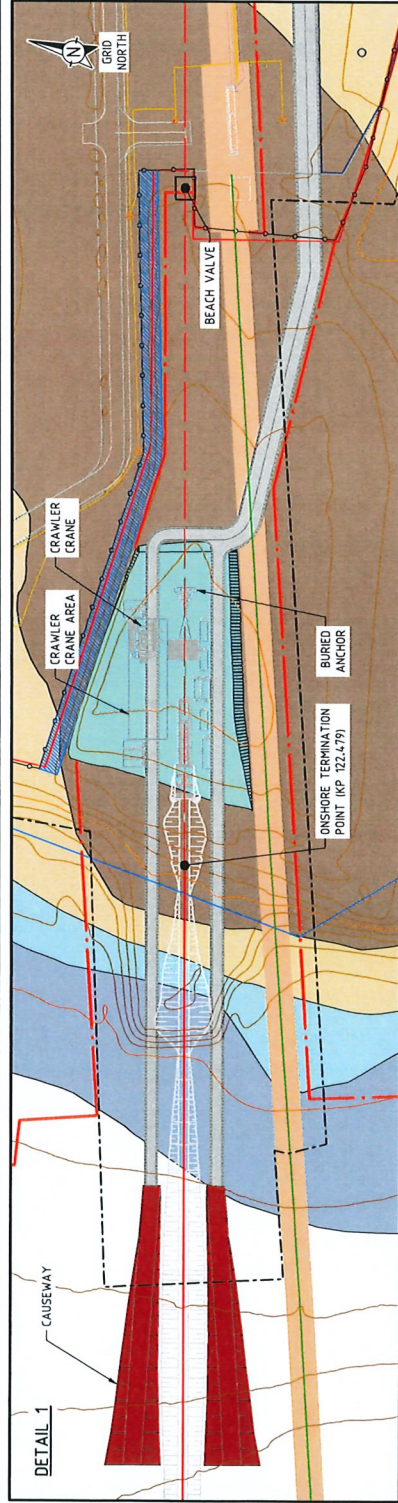 DETAIL 1
CAUSEWAY
CRAWLER
CRANE AREA
CRAWLER
CRANE
ONSHORE TERMINATION
POINT (KP 122.479)
BURIED
ANCHOR
BEACH VALVE
N
GRID
NORTH